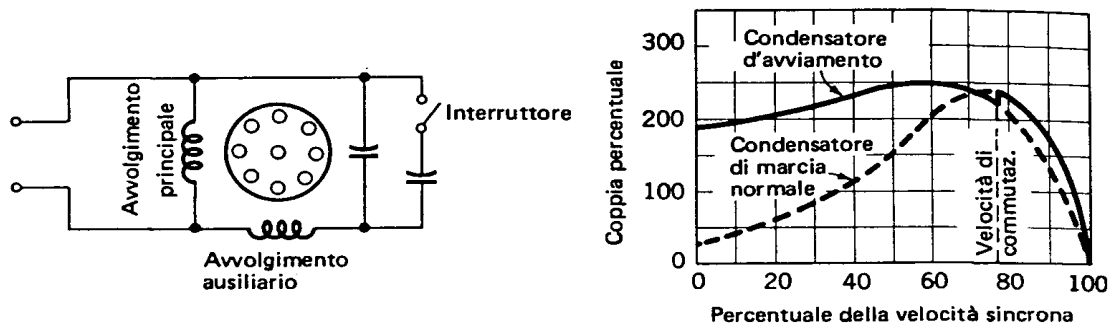 Avvolgimento
principale
Interruttore
Avvolgimento
ausiliario
Coppia percentuale
300
200
100
0
Condensatore
d'avviamento
Condensatore
di marcia
normale
Velocità di
commutaz.
0 20 40 60 80 100
Percentuale della velocità sincrona